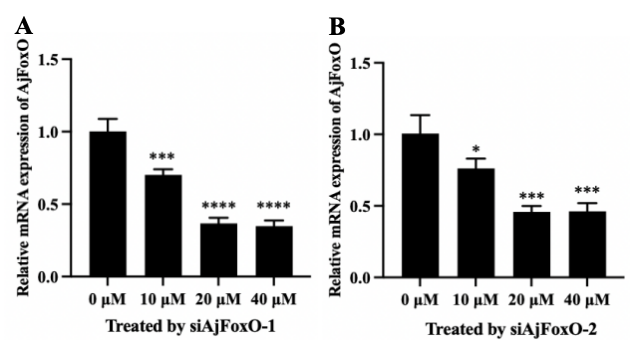 A
Relative mRNA expression of AjFoxO
1.5
1.0
0.5
0.0
***
****
****
0 μM 10 μM 20 μM 40 μM
Treated by siAjFoxO-1
B
Relative mRNA expression of AjFoxO
1.5
1.0
0.5
0.0
*
***
***
0 μM 10 μM 20 μM 40 μM
Treated by siAjFoxO-2